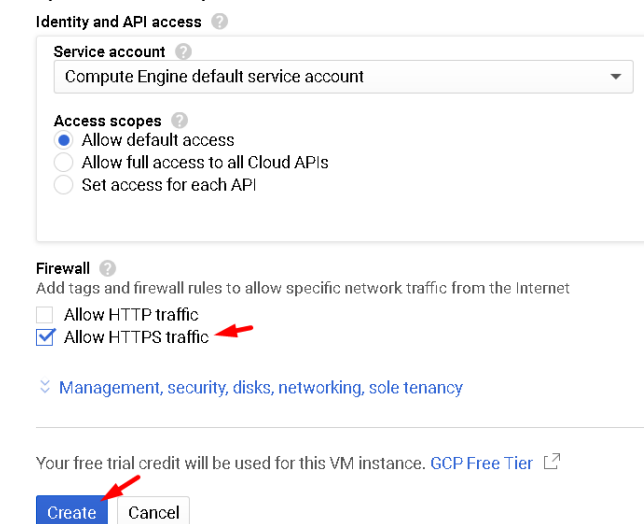 Identity and API access
Service account
Compute Engine default service account
Access scopes
Allow default access
Allow full access to all Cloud APIs
Set access for each API
Firewall
Add tags and firewall rules to allow specific network traffic from the Internet
Allow HTTP traffic
Allow HTTPS traffic
Management, security, disks, networking, sole tenancy
Your free trial credit will be used for this VM instance. GCP Free Tier
Create Cancel